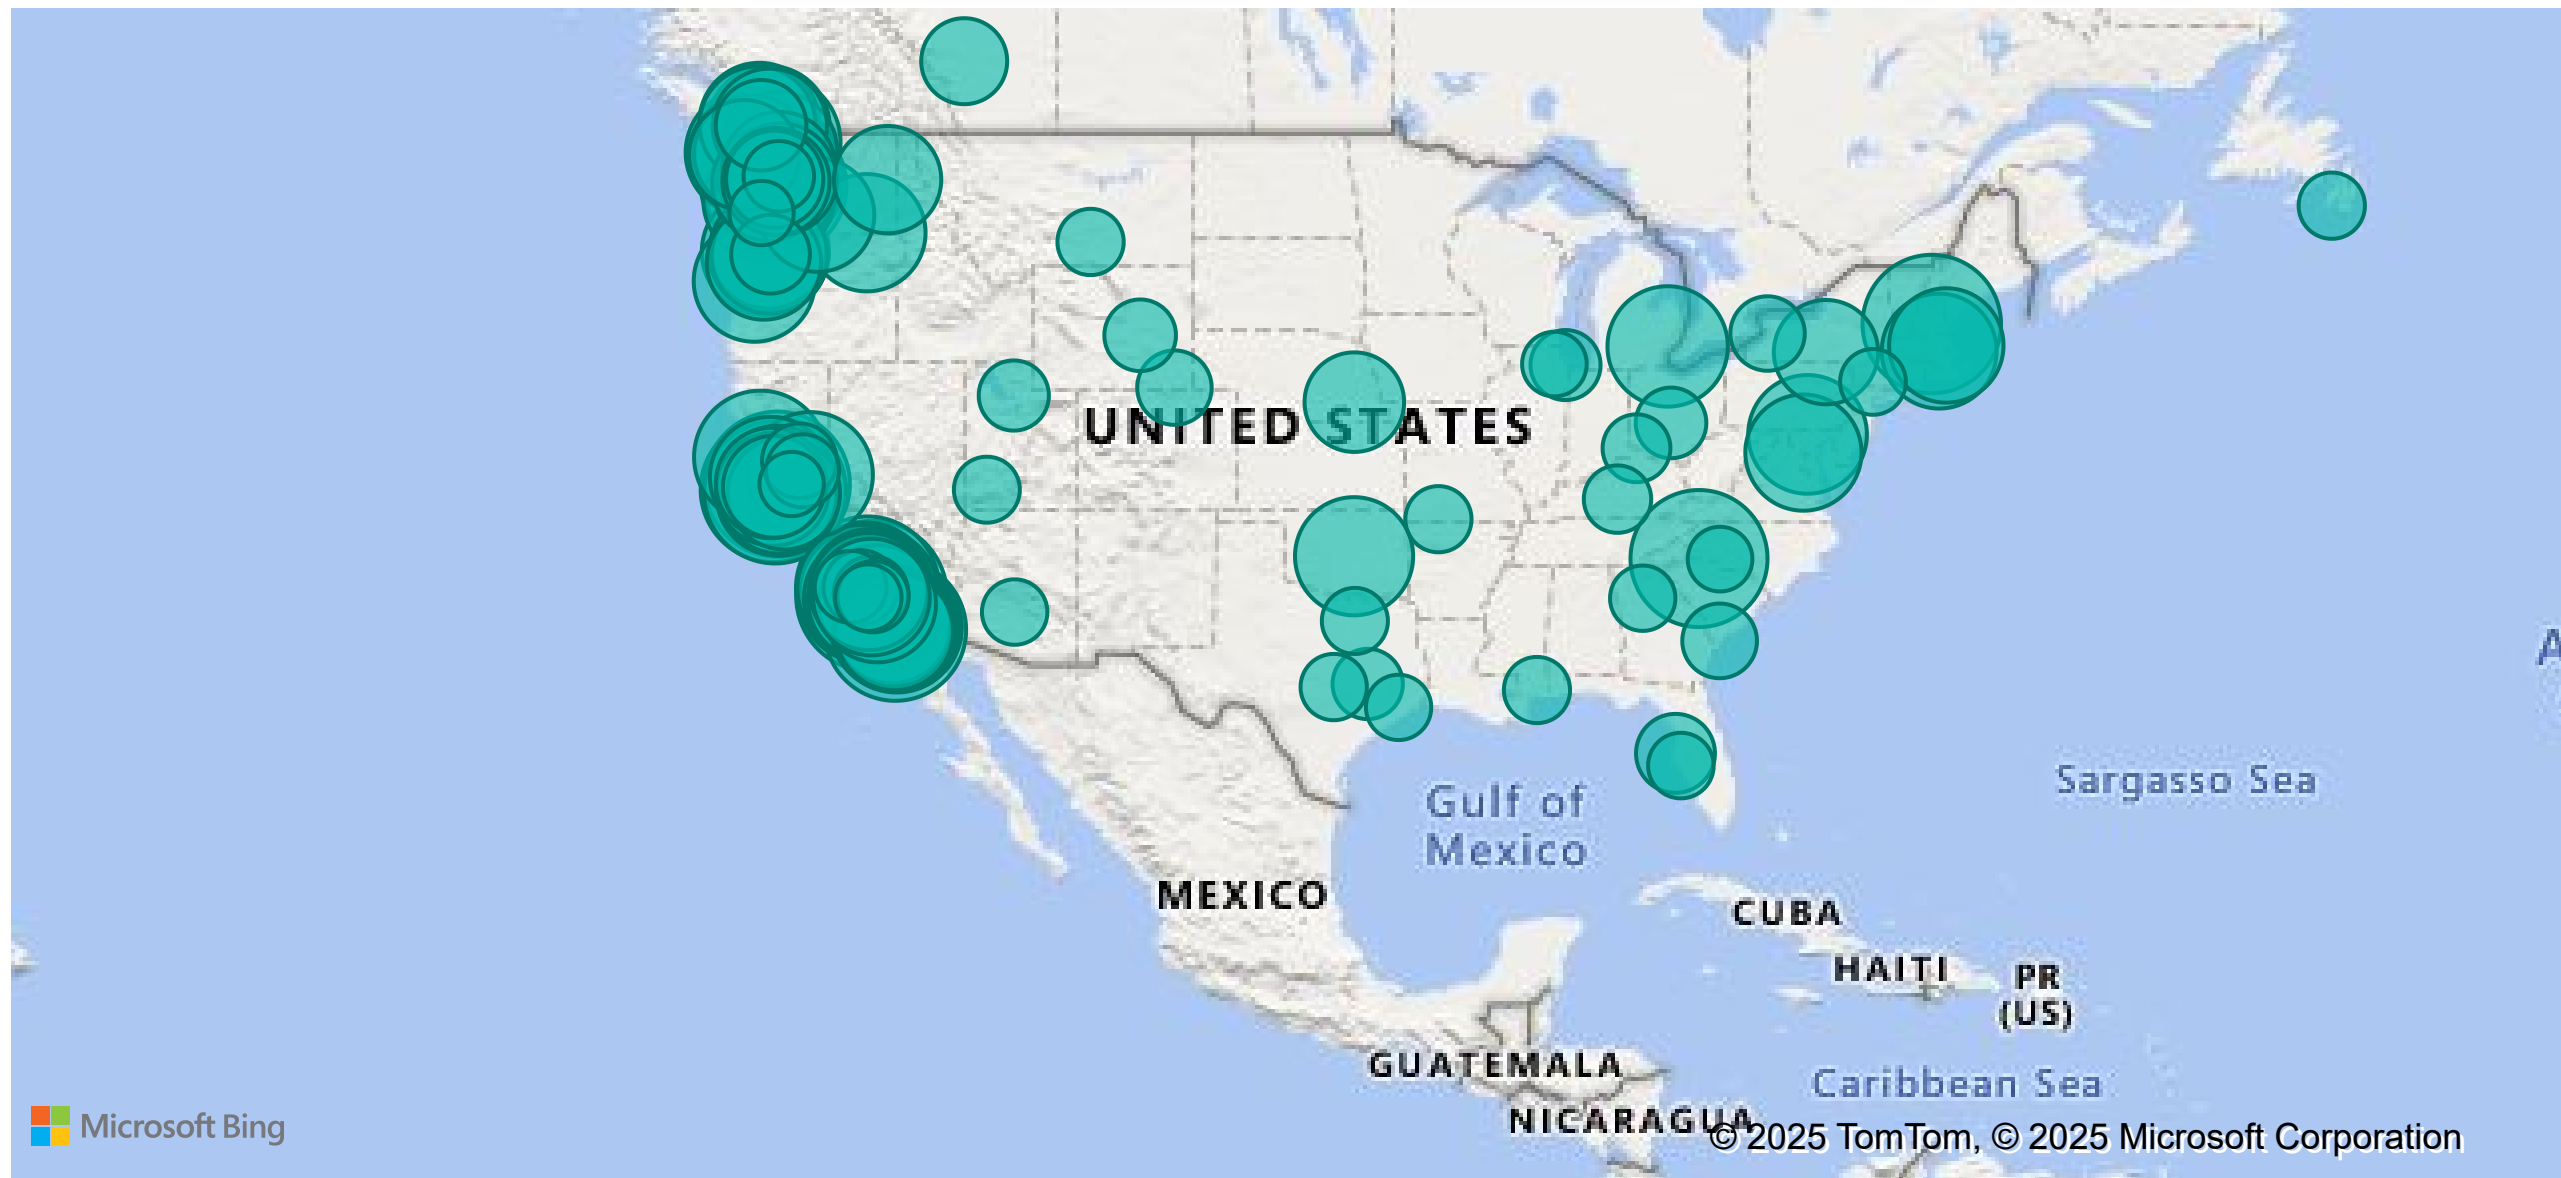 UNITED STATES
Gulf of
Mexico
Sargasso Sea
MEXICO
CUBA
HAITI
PR
(US)
GUATEMALA
Caribbean Sea
NICARAGUA
Microsoft Bing
© 2025 TomTom, © 2025 Microsoft Corporation